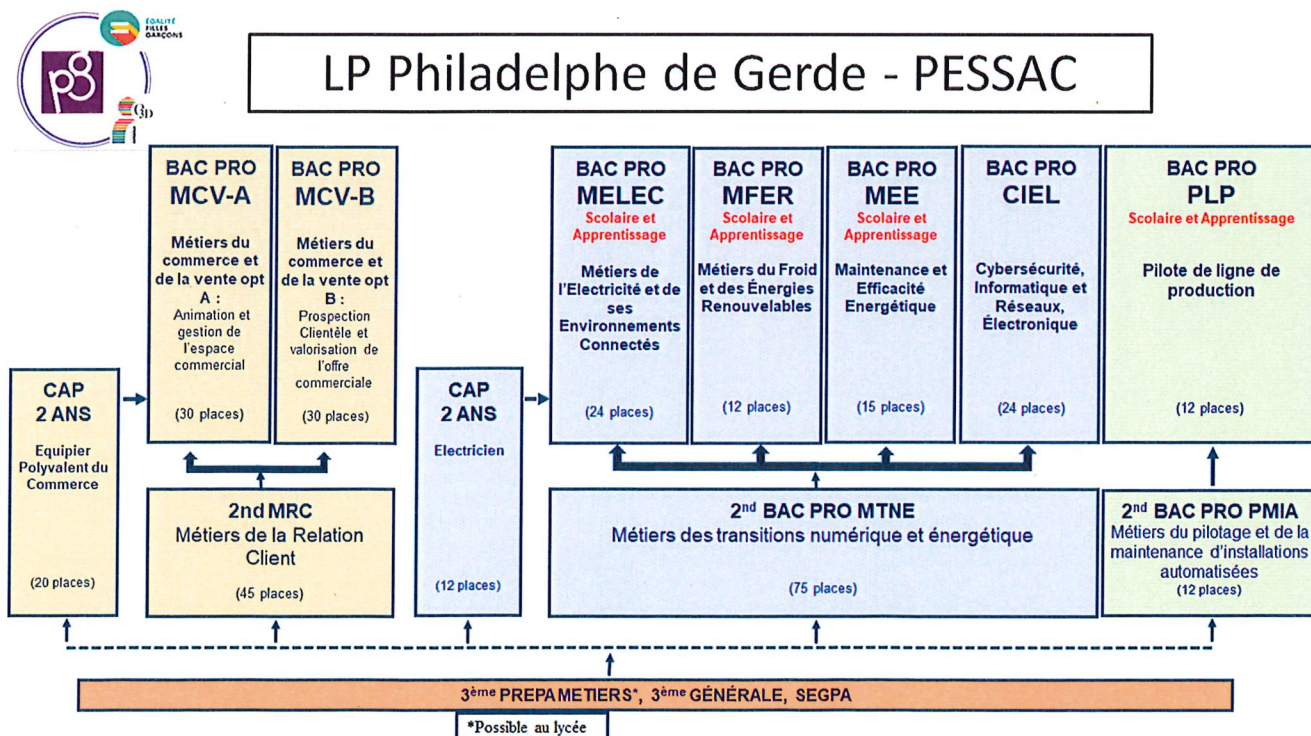 ÉGALITÉ
FILLES
GARÇONS
p8
G3D
LP Philadelphe de Gerde - PESSAC
BAC PRO
MCV-A
Métiers du
commerce et
de la vente opt
A :
Animation et
gestion de
l'espace
commercial
(30 places)
BAC PRO
MCV-B
Métiers du
commerce et
de la vente opt
B :
Prospection
Clientèle et
valorisation de
l'offre
commerciale
(30 places)
BAC PRO
MELEC
Scolaire et
Apprentissage
Métiers de
l'Electricité et de
ses
Environnements
Connectés
(24 places)
BAC PRO
MFER
Scolaire et
Apprentissage
Métiers du Froid
et des Énergies
Renouvelables
(12 places)
BAC PRO
MEE
Scolaire et
Apprentissage
Maintenance et
Efficacité
Energétique
(15 places)
BAC PRO
CIEL
Cybersécurité,
Informatique et
Réseaux,
Électronique
(24 places)
BAC PRO
PLP
Scolaire et Apprentissage
Pilote de ligne de
production
(12 places)
CAP
2 ANS
Equipier
Polyvalent du
Commerce
(20 places)
2nd MRC
Métiers de la Relation
Client
(45 places)
CAP
2 ANS
Electricien
(12 places)
2nd BAC PRO MTNE
Métiers des transitions numérique et énergétique
(75 places)
2nd BAC PRO PMIA
Métiers du pilotage et de la
maintenance d'installations
automatisées
(12 places)
3ème PREPAMETIERS*, 3ème GÉNÉRALE, SEGPA
*Possible au lycée